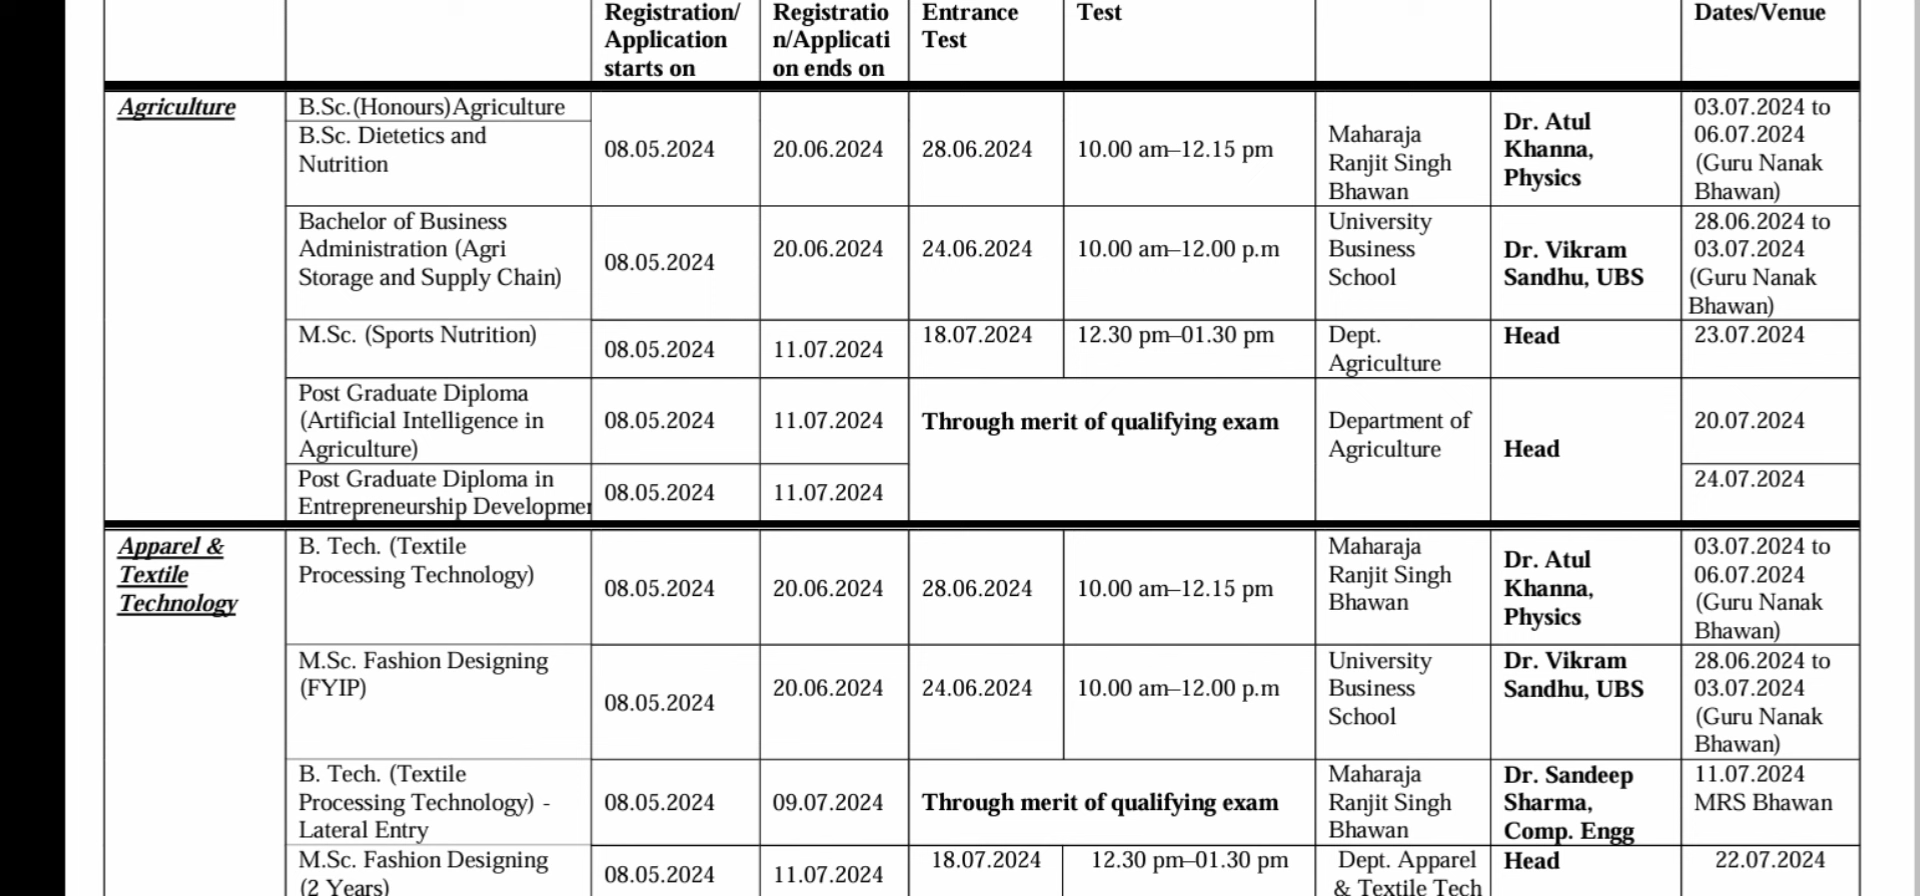 Registration/
Application
starts on
Registratio
n/Applicati
on ends on
Entrance
Test
Test
Dates/Venue
Agriculture
B.Sc.(Honours)Agriculture
B.Sc. Dietetics and
Nutrition
08.05.2024
20.06.2024
28.06.2024
10.00 am–12.15 pm
Maharaja
Ranjit Singh
Bhawan
Dr. Atul
Khanna,
Physics
03.07.2024 to
06.07.2024
(Guru Nanak
Bhawan)
Bachelor of Business
Administration (Agri
Storage and Supply Chain)
08.05.2024
20.06.2024
24.06.2024
10.00 am–12.00 p.m
University
Business
School
Dr. Vikram
Sandhu, UBS
28.06.2024 to
03.07.2024
(Guru Nanak
Bhawan)
M.Sc. (Sports Nutrition)
08.05.2024
11.07.2024
18.07.2024
12.30 pm–01.30 pm
Dept.
Agriculture
Head
23.07.2024
Post Graduate Diploma
(Artificial Intelligence in
Agriculture)
08.05.2024
11.07.2024
Through merit of qualifying exam
Department of
Agriculture
Head
20.07.2024
Post Graduate Diploma in
Entrepreneurship Developmen
08.05.2024
11.07.2024
24.07.2024
Apparel &
Textile
Technology
B. Tech. (Textile
Processing Technology)
08.05.2024
20.06.2024
28.06.2024
10.00 am–12.15 pm
Maharaja
Ranjit Singh
Bhawan
Dr. Atul
Khanna,
Physics
03.07.2024 to
06.07.2024
(Guru Nanak
Bhawan)
M.Sc. Fashion Designing
(FYIP)
08.05.2024
20.06.2024
24.06.2024
10.00 am–12.00 p.m
University
Business
School
Dr. Vikram
Sandhu, UBS
28.06.2024 to
03.07.2024
(Guru Nanak
Bhawan)
B. Tech. (Textile
Processing Technology) -
Lateral Entry
08.05.2024
09.07.2024
Through merit of qualifying exam
Maharaja
Ranjit Singh
Bhawan
Dr. Sandeep
Sharma,
Comp. Engg
11.07.2024
MRS Bhawan
M.Sc. Fashion Designing
(2 Years)
08.05.2024
11.07.2024
18.07.2024
12.30 pm–01.30 pm
Dept. Apparel
& Textile Tech
Head
22.07.2024